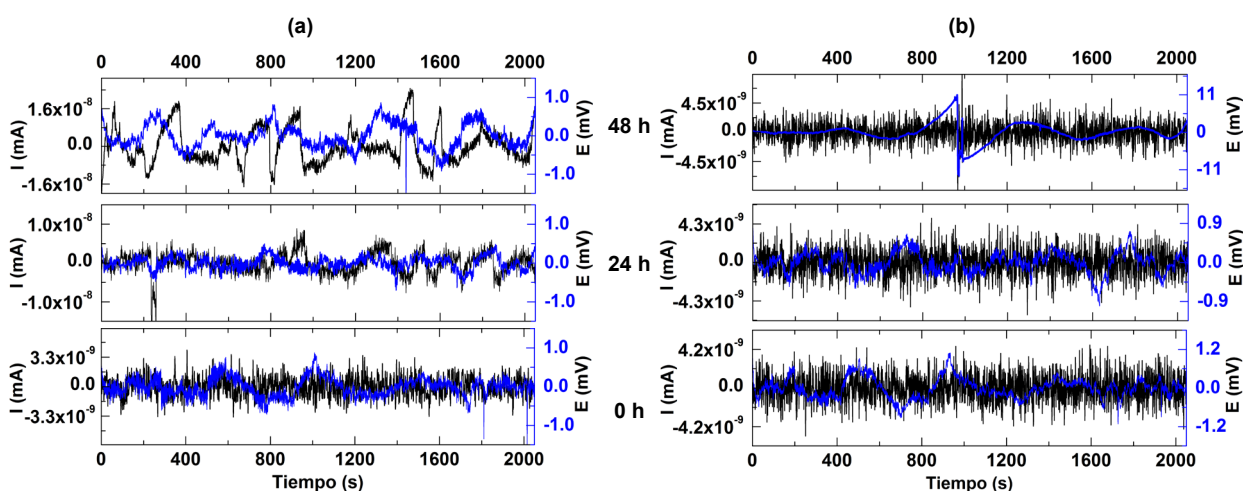 (a)
0 400 800 1200 1600 2000
I (mA)
1.6x10⁻⁸
0.0
-1.6x10⁻⁸
1.0
0.0
-1.0
E (mV)
I (mA)
1.0x10⁻⁸
0.0
-1.0x10⁻⁸
1.0
0.0
1.0
E (mV)
I (mA)
3.3x10⁻⁹
0.0
-3.3x10⁻⁹
1.0
0.0
-1.0
E (mV)
0 400 800 1200 1600 2000
Tiempo (s)
48 h
24 h
0 h
(b)
0 400 800 1200 1600 2000
I (mA)
4.5x10⁻⁹
0.0
-4.5x10⁻⁹
11
0
-11
E (mV)
I (mA)
4.3x10⁻⁹
0.0
-4.3x10⁻⁹
0.9
0.0
-0.9
E (mV)
I (mA)
4.2x10⁻⁹
0.0
-4.2x10⁻⁹
1.2
0.0
-1.2
E (mV)
0 400 800 1200 1600 2000
Tiempo (s)